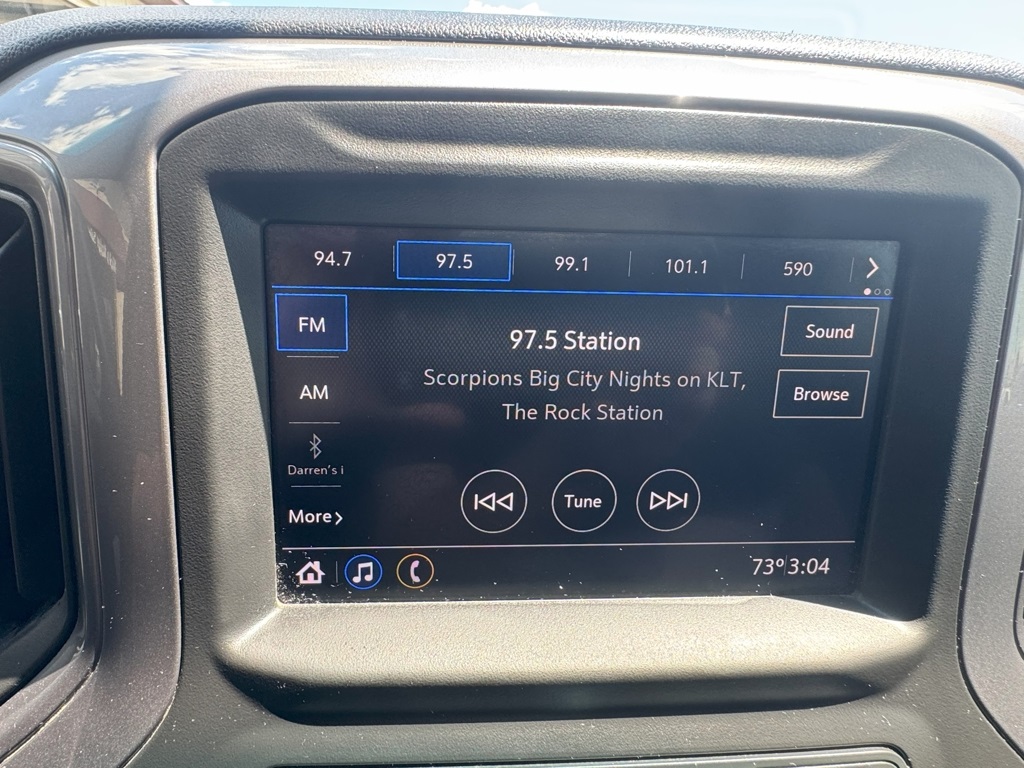 94.7 97.5 99.1 101.1 590
FM
97.5 Station
Sound
Scorpions Big City Nights on KLT,
The Rock Station
AM
Browse
Darren's i
More
Tune
73° 3:04